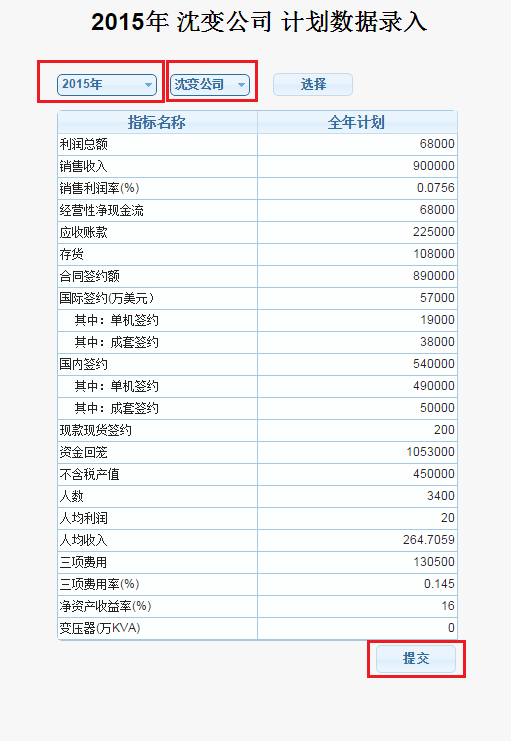 2015年 沈变公司 计划数据录入
2015年 沈变公司 选择
指标名称 全年计划
利润总额 68000
销售收入 900000
销售利润率(%) 0.0756
经营性净现金流 68000
应收账款 225000
存货 108000
合同签约额 890000
国际签约(万美元） 57000
其中：单机签约 19000
其中：成套签约 38000
国内签约 540000
其中：单机签约 490000
其中：成套签约 50000
现款现货签约 200
资金回笼 1053000
不含税产值 450000
人数 3400
人均利润 20
人均收入 264.7059
三项费用 130500
三项费用率(%) 0.145
净资产收益率(%) 16
变压器(万KVA) 0
提交